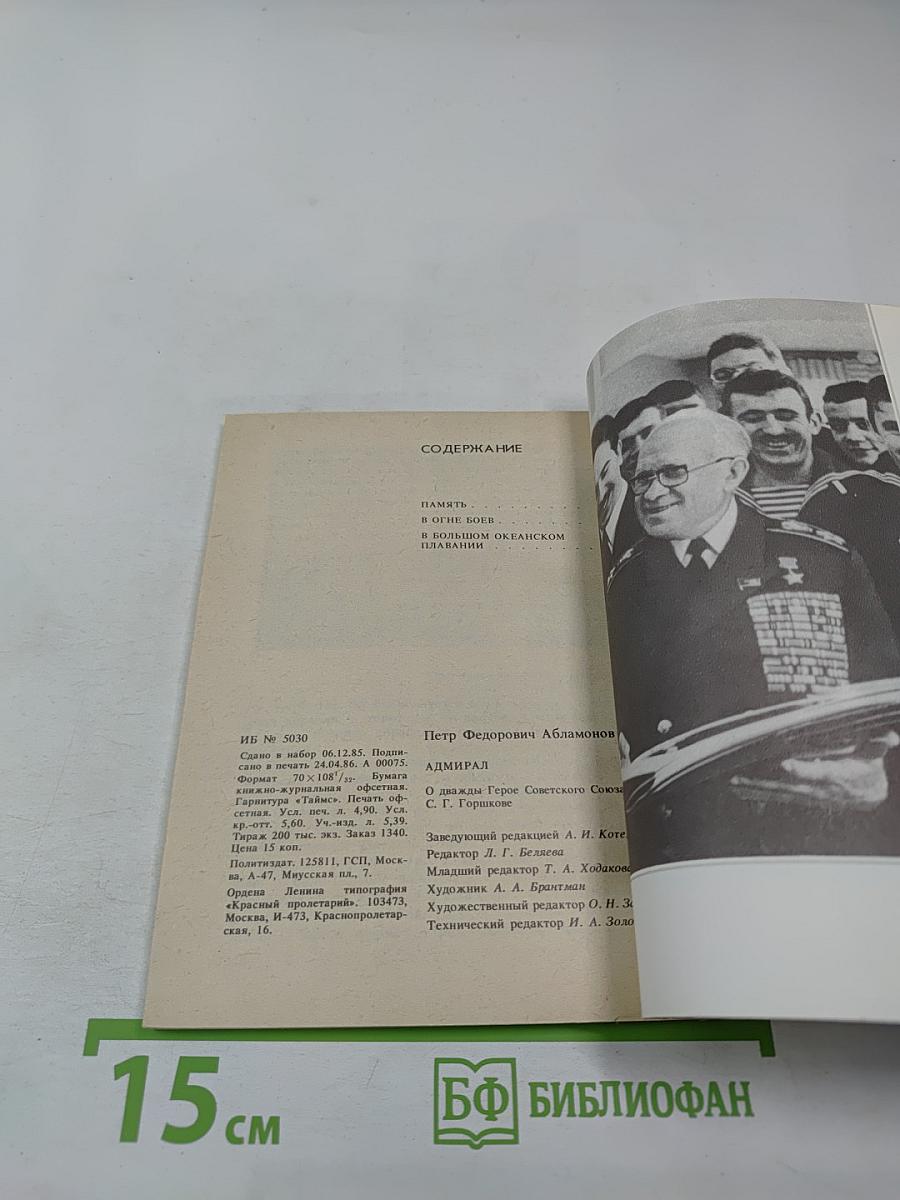 СОДЕРЖАНИЕ
ПАМЯТЬ . . . . . . . . . .
В ОГНЕ БОЕВ . . . . . . . .
В БОЛЬШОМ ОКЕАНСКОМ
ПЛАВАНИИ . . . . . . . . .
ИБ № 5030
Сдано в набор 06.12.85. Подпи-
сано в печать 24.04.86. А 00075.
Формат 70×108¹/₃₂. Бумага
книжно-журнальная офсетная.
Гарнитура «Таймс». Печать оф-
сетная. Усл. печ. л. 4,90. Усл.
кр.-отт. 5,60. Уч.-изд. л. 5,39.
Тираж 200 тыс. экз. Заказ 1340.
Цена 15 коп.
Политиздат. 125811, ГСП, Моск-
ва, А-47, Миусская пл., 7.
Ордена Ленина типография
«Красный пролетарий». 103473,
Москва, И-473, Краснопролетар-
ская, 16.
Петр Федорович Абламонов
АДМИРАЛ
О дважды Герое Советского Союза
С. Г. Горшкове
Заведующий редакцией А. И.
Редактор Л. Г. Беляева
Младший редактор Т. А. Ходакова
Художник А. А. Брантман
Художественный редактор О. Н.
Технический редактор И. А.
15 см
БФ БИБЛИОФАН